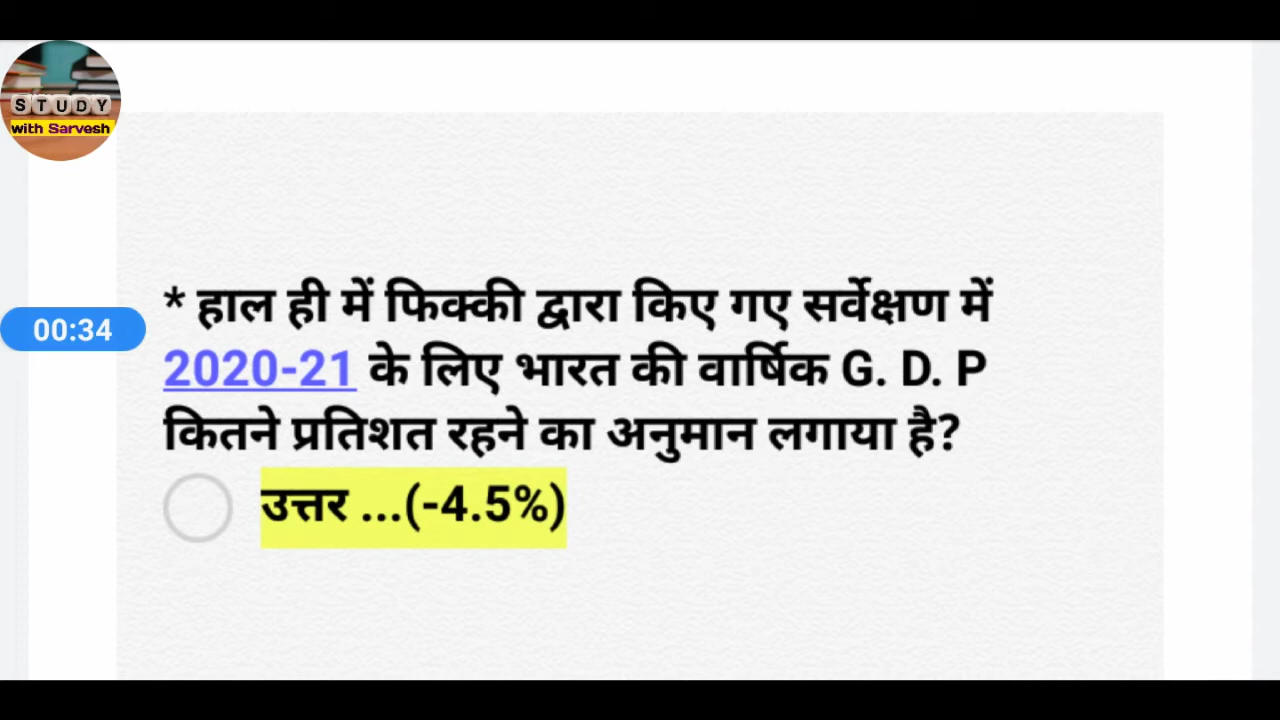 STUDY
with Sarvesh
* हाल ही में फिक्की द्वारा किए गए सर्वेक्षण में
00:34
2020-21 के लिए भारत की वार्षिक G. D. P
कितने प्रतिशत रहने का अनुमान लगाया है?
उत्तर ...(-4.5%)